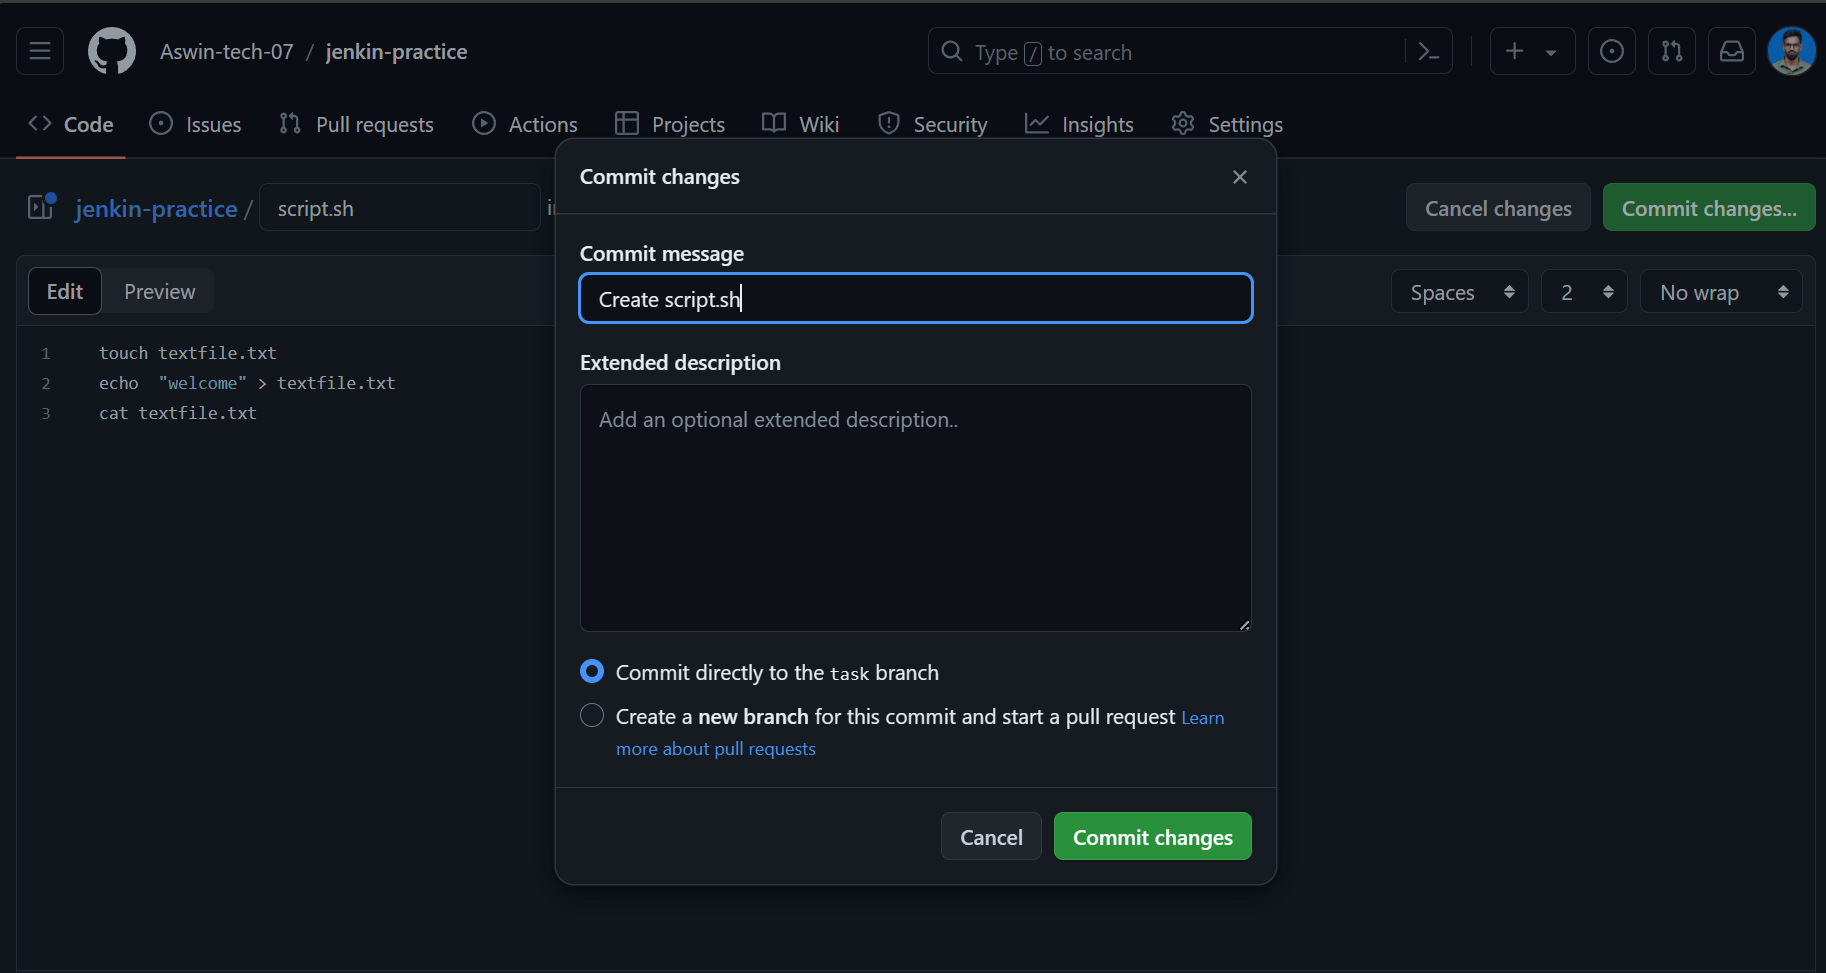 Aswin-tech-07 / jenkin-practice
Type / to search
Code Issues Pull requests Actions Projects Wiki Security Insights Settings
jenkin-practice / script.sh
Cancel changes Commit changes...
Edit Preview
Spaces 2 No wrap
1 touch textfile.txt
2 echo  "welcome" > textfile.txt
3 cat textfile.txt
Commit changes
Commit message
Create script.sh
Extended description
Add an optional extended description..
Commit directly to the task branch
Create a new branch for this commit and start a pull request Learn
more about pull requests
Cancel Commit changes